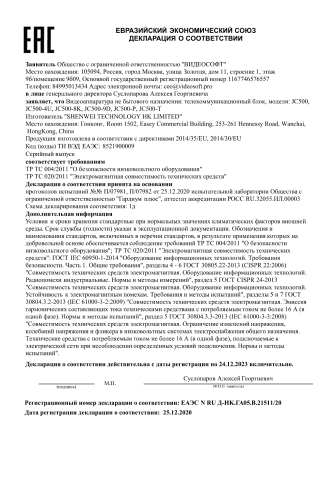 EAC
ЕВРАЗИЙСКИЙ ЭКОНОМИЧЕСКИЙ СОЮЗ
ДЕКЛАРАЦИЯ О СООТВЕТСТВИИ
Заявитель Общество с ограниченной ответственностью "ВИДЕОСОФТ"
Место нахождения: 105094, Россия, город Москва, улица Золотая, дом 11, строение 1, этаж
9б/помещение 9б09, Основной государственный регистрационный номер 1167746576557
Телефон: 84995013434 Адрес электронной почты: ceo@videosoft.pro
в лице генерального директора Суслопарова Алексея Георгиевича
заявляет, что Видеоаппаратура не бытового назначения: телекоммуникационный блок, модели: JC500,
JC500-4U, JC500-8K, JC500-9D, JC500-P, JC500-T
Изготовитель "SHENWEI TECHNOLOGY HK LIMITED"
Место нахождения: Гонконг, Room 1502, Easey Commercial Building, 253-261 Hennessy Road, Wanchai,
HongKong, China
Продукция изготовлена в соответствии с директивами 2014/35/EU, 2014/30/EU
Код (коды) ТН ВЭД ЕАЭС: 8521900009
Серийный выпуск
соответствует требованиям
ТР ТС 004/2011 "О безопасности низковольтного оборудования"
ТР ТС 020/2011 "Электромагнитная совместимость технических средств"
Декларация о соответствии принята на основании
протоколов испытаний №№ П/07981, П/07982 от 25.12.2020 испытательной лаборатории Общества с
ограниченной ответственностью "Гардиум плюс", аттестат аккредитации РОСС RU.32055.ИЛ.00003
Схема декларирования соответствия: 1д
Дополнительная информация
Условия и сроки хранения стандартные при нормальных значениях климатических факторов внешней
среды. Срок службы (годности) указан в эксплуатационной документации. Обозначения и
наименования стандартов, включенных в перечни стандартов, в результате применения которых на
добровольной основе обеспечивается соблюдение требований ТР ТС 004/2011 "О безопасности
низковольтного оборудования"; ТР ТС 020/2011 "Электромагнитная совместимость технических
средств": ГОСТ IEC 60950-1-2014 "Оборудование информационных технологий. Требования
безопасности. Часть 1. Общие требования", разделы 4 - 6 ГОСТ 30805.22-2013 (CISPR 22:2006)
"Совместимость технических средств электромагнитная. Оборудование информационных технологий.
Радиопомехи индустриальные. Нормы и методы измерений", раздел 5 ГОСТ CISPR 24-2013
"Совместимость технических средств электромагнитная. Оборудование информационных технологий.
Устойчивость к электромагнитным помехам. Требования и методы испытаний", разделы 5 и 7 ГОСТ
30804.3.2-2013 (IEC 61000-3-2:2009) "Совместимость технических средств электромагнитная. Эмиссия
гармонических составляющих тока техническими средствами с потребляемым током не более 16 А (в
одной фазе). Нормы и методы испытаний", раздел 5 ГОСТ 30804.3.3-2013 (IEC 61000-3-3:2008)
"Совместимость технических средств электромагнитная. Ограничение изменений напряжения,
колебаний напряжения и фликера в низковольтных системах электроснабжения общего назначения.
Технические средства с потребляемым током не более 16 А (в одной фазе), подключаемые к
электрической сети при несоблюдении определенных условий подключения. Нормы и методы
испытаний".
Декларация о соответствии действительна с даты регистрации по 24.12.2023 включительно.
Суслопаров Алексей Георгиевич
(подпись)
М.П.
(Ф.И.О. заявителя)
Регистрационный номер декларации о соответствии: ЕАЭС N RU Д-HK.ГА05.В.21511/20
Дата регистрации декларации о соответствии: 25.12.2020